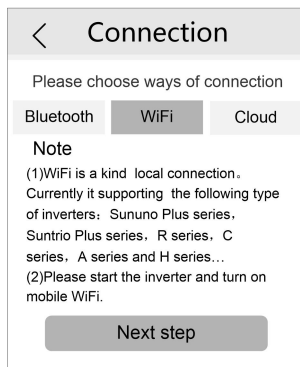 Connection
Please choose ways of connection
Bluetooth WiFi Cloud
Note
(1)WiFi is a kind local connection。
Currently it supporting the following type
of inverters：Sununo Plus series，
Suntrio Plus series，R series，C
series，A series and H series…
(2)Please start the inverter and turn on
mobile WiFi.
Next step